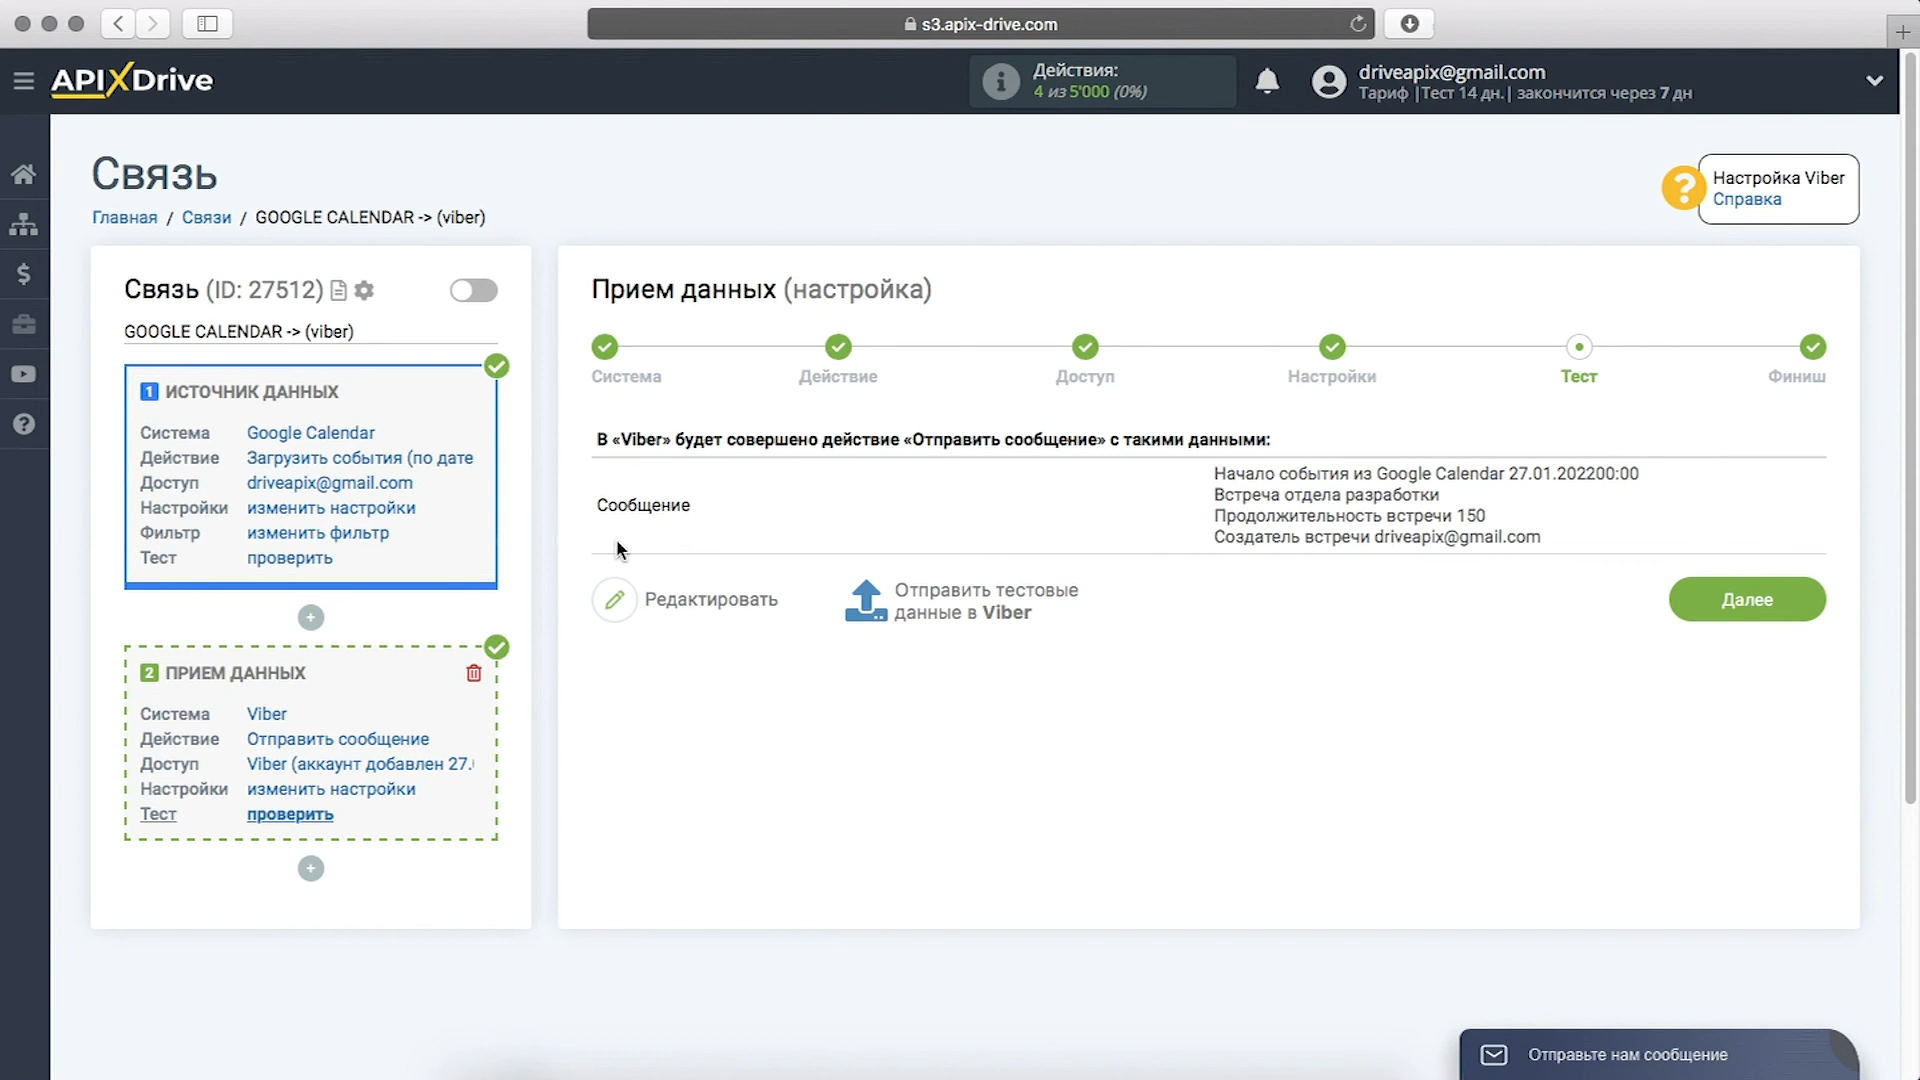 s3.apix-drive.com
APIXDrive
Действия:
4 из 5'000 (0%)
driveapix@gmail.com
Тариф |Тест 14 дн.| закончится через 7 дн
Связь
Главная / Связи / GOOGLE CALENDAR -> (viber)
Настройка Viber
Справка
Связь (ID: 27512)
GOOGLE CALENDAR -> (viber)
1 ИСТОЧНИК ДАННЫХ
Система Google Calendar
Действие Загрузить события (по дате
Доступ driveapix@gmail.com
Настройки изменить настройки
Фильтр изменить фильтр
Тест проверить
2 ПРИЕМ ДАННЫХ
Система Viber
Действие Отправить сообщение
Доступ Viber (аккаунт добавлен 27.
Настройки изменить настройки
Тест проверить
Прием данных (настройка)
Система Действие Доступ Настройки Тест Финиш
В «Viber» будет совершено действие «Отправить сообщение» с такими данными:
Сообщение
Начало события из Google Calendar 27.01.202200:00
Встреча отдела разработки
Продолжительность встречи 150
Создатель встречи driveapix@gmail.com
Редактировать
Отправить тестовые
данные в Viber
Далее
Отправьте нам сообщение